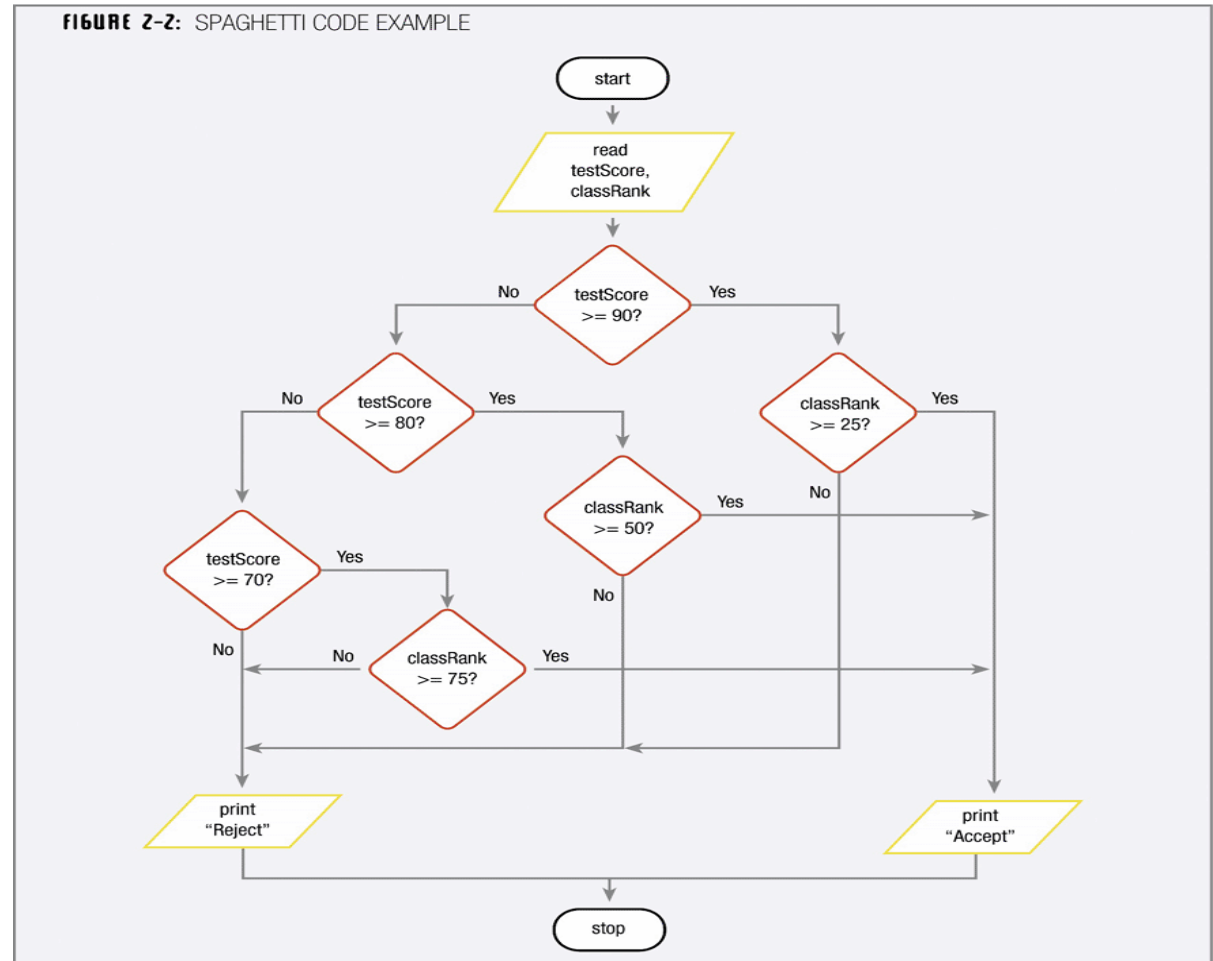 FIGURE 2-2: SPAGHETTI CODE EXAMPLE
start
read
testScore,
classRank
testScore
>= 90?
No
Yes
testScore
>= 80?
No
Yes
classRank
>= 25?
Yes
No
classRank
>= 50?
Yes
No
testScore
>= 70?
Yes
No
classRank
>= 75?
No
Yes
print
“Reject”
print
“Accept”
stop